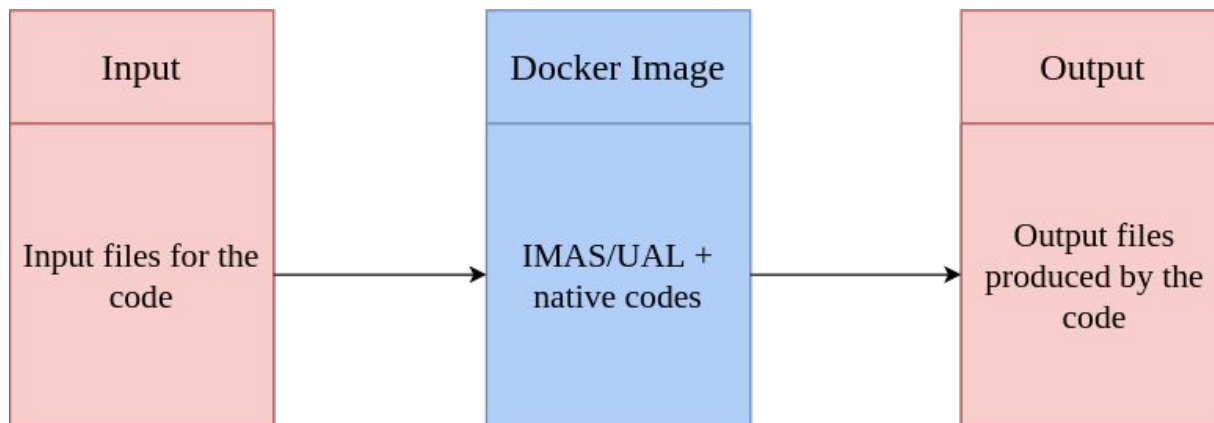 Input
Docker Image
Output
Input files for the
code
IMAS/UAL +
native codes
Output files
produced by the
code